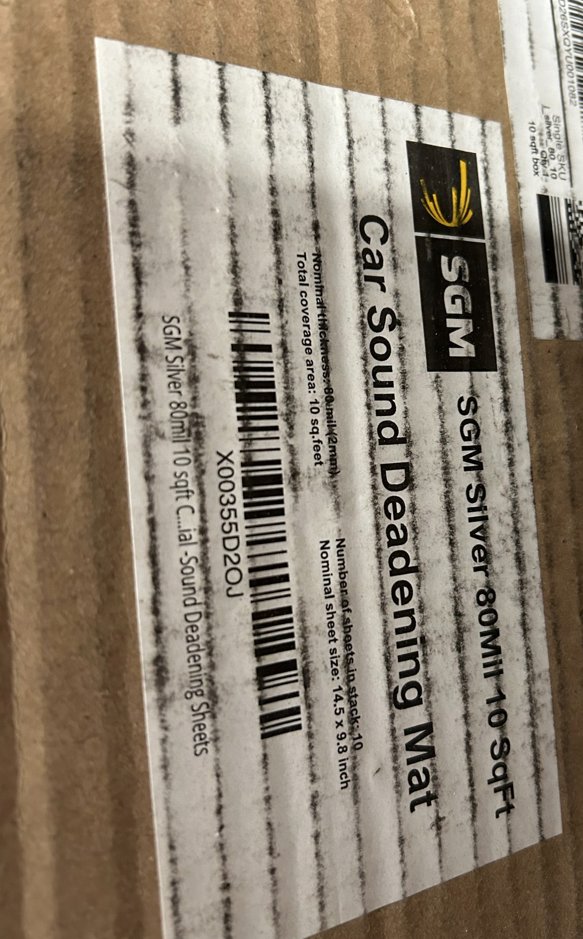 SGM
SGM Silver 80Mil 10 SqFt
Car Sound Deadening Mat
Nominal thickness: 80 mil (2mm)
Total coverage area: 10 sq.feet
Number of sheets in stack: 10
Nominal sheet size: 14.5 x 9.8 inch
X00355D2OJ
SGM Silver 80mil 10 sqft C...ial -Sound Deadening Sheets
Single SKU
10 sqft box